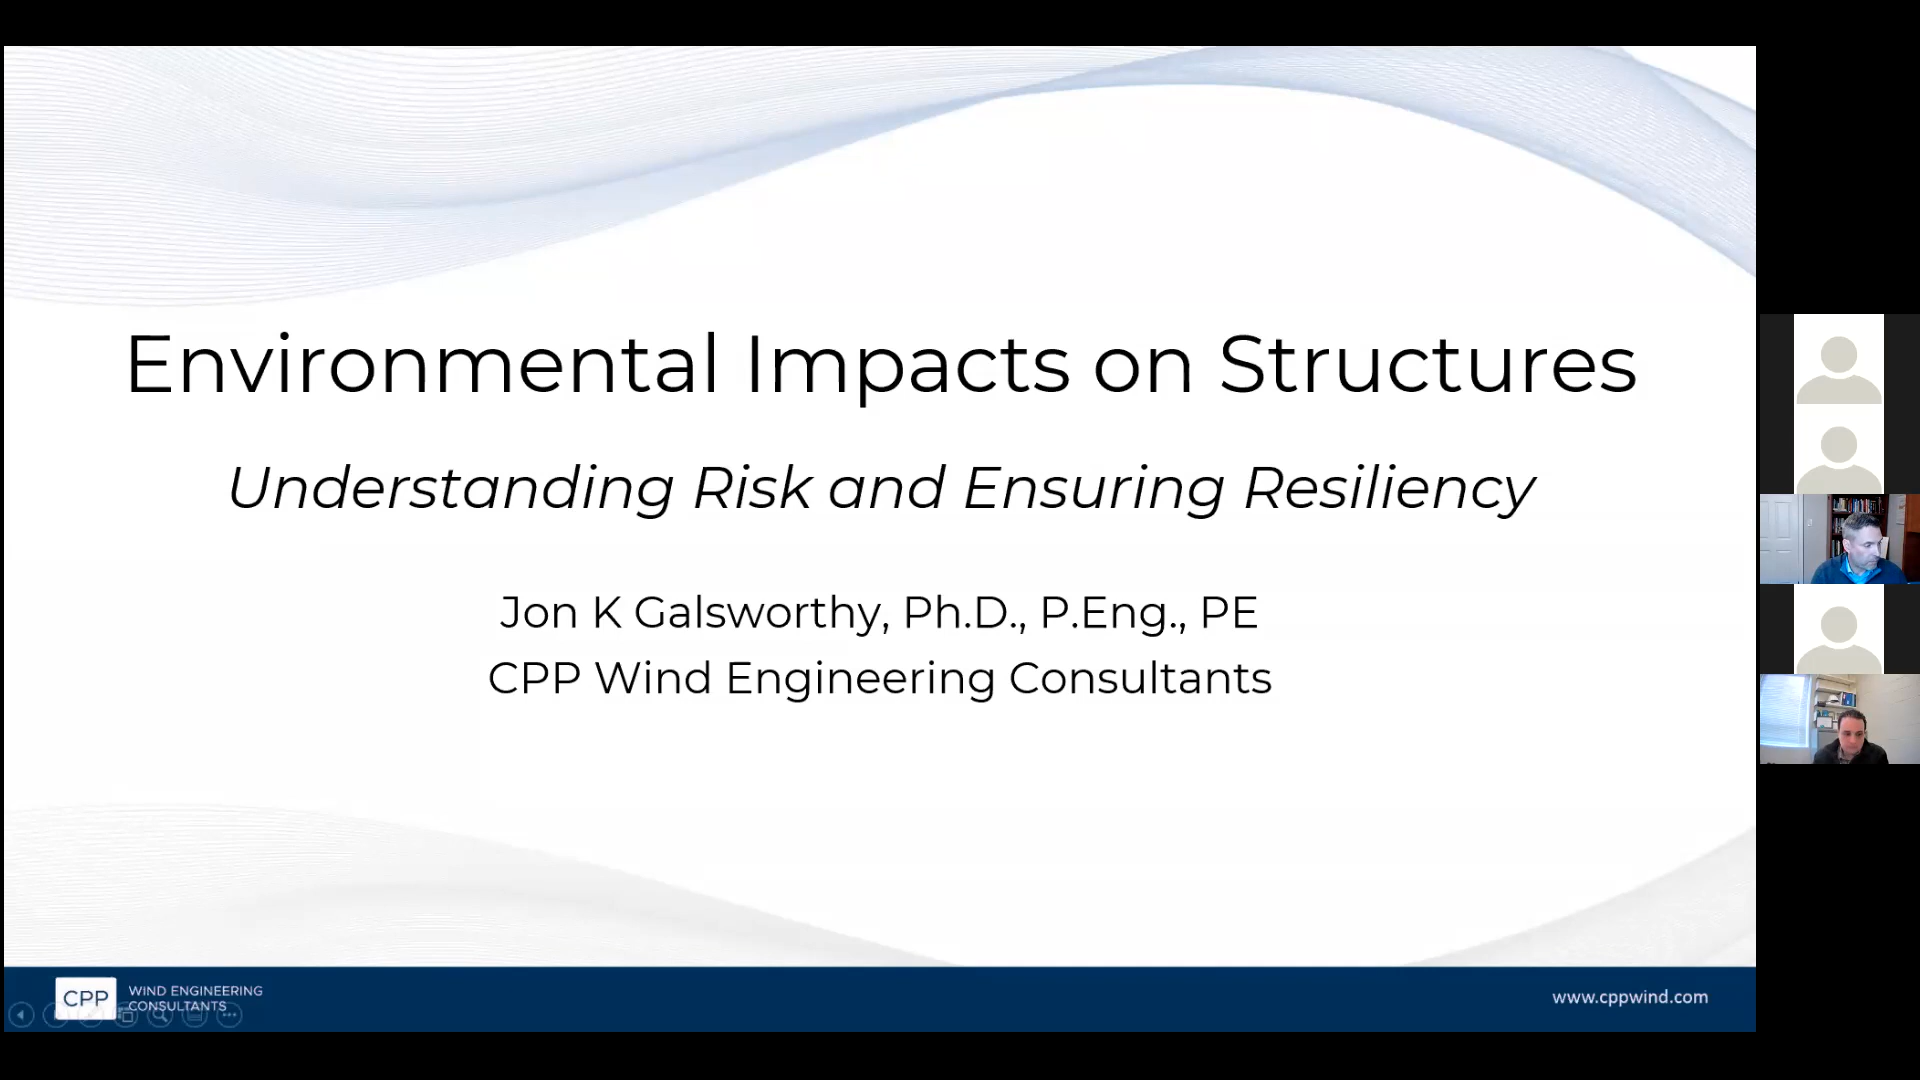 Environmental Impacts on Structures
Understanding Risk and Ensuring Resiliency
Jon K Galsworthy, Ph.D., P.Eng., PE
CPP Wind Engineering Consultants
CPP
WIND ENGINEERING
CONSULTANTS
www.cppwind.com